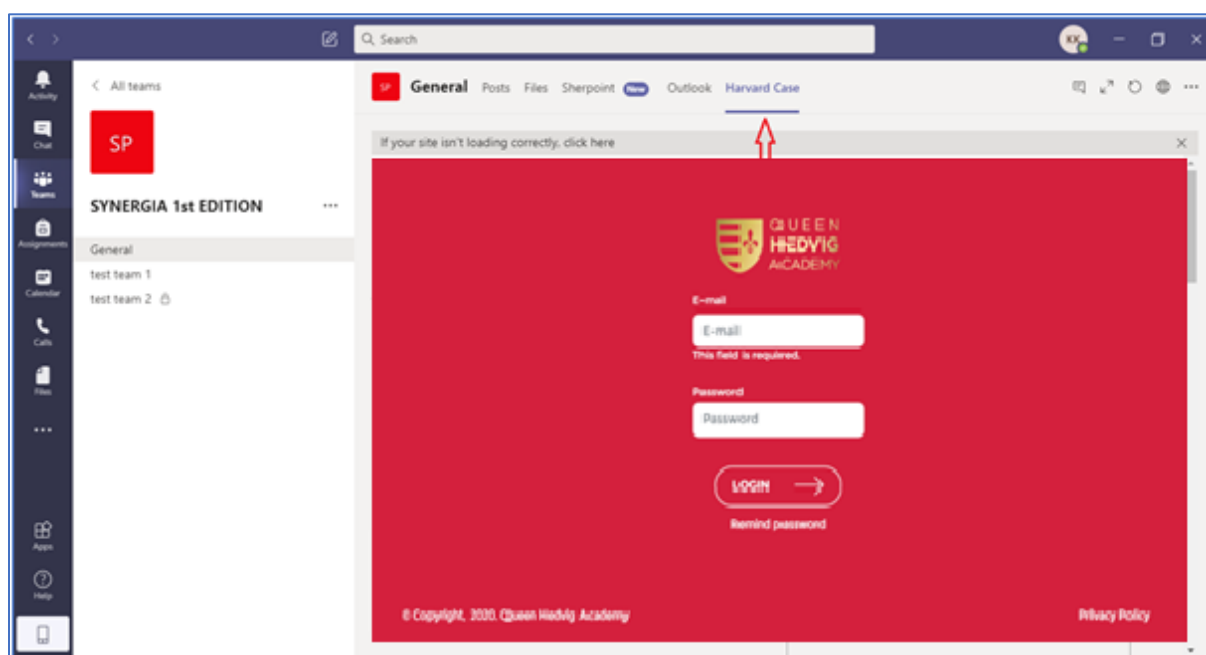 Search
KK
Activity
Chat
Teams
Assignments
Calendar
Calls
Files
Apps
Help
All teams
SP
SYNERGIA 1st EDITION
General
test team 1
test team 2
SP General Posts Files Sherpoint New Outlook Harvard Case
If your site isn't loading correctly, click here
QUEEN
HEDVIG
ACADEMY
E-mail
E-mail
This field is required.
Password
Password
LOGIN
Remind password
© Copyright, 2020. Queen Hedvig Academy
Privacy Policy